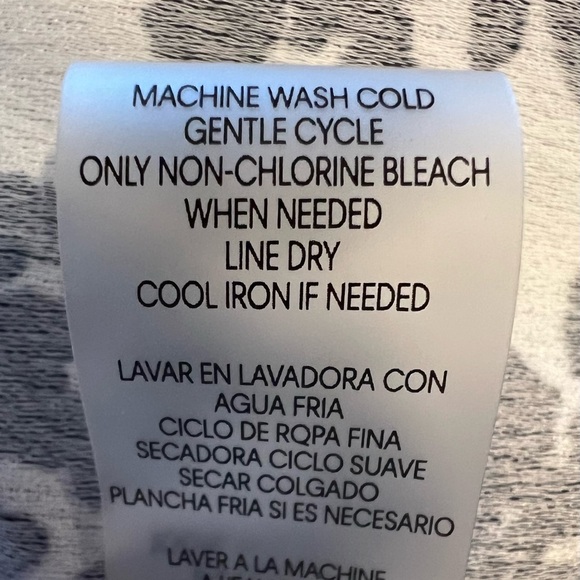 MACHINE WASH COLD
GENTLE CYCLE
ONLY NON-CHLORINE BLEACH
WHEN NEEDED
LINE DRY
COOL IRON IF NEEDED
LAVAR EN LAVADORA CON
AGUA FRIA
CICLO DE ROPA FINA
SECADORA CICLO SUAVE
SECAR COLGADO
PLANCHA FRIA SI ES NECESARIO
LAVER A LA MACHINE